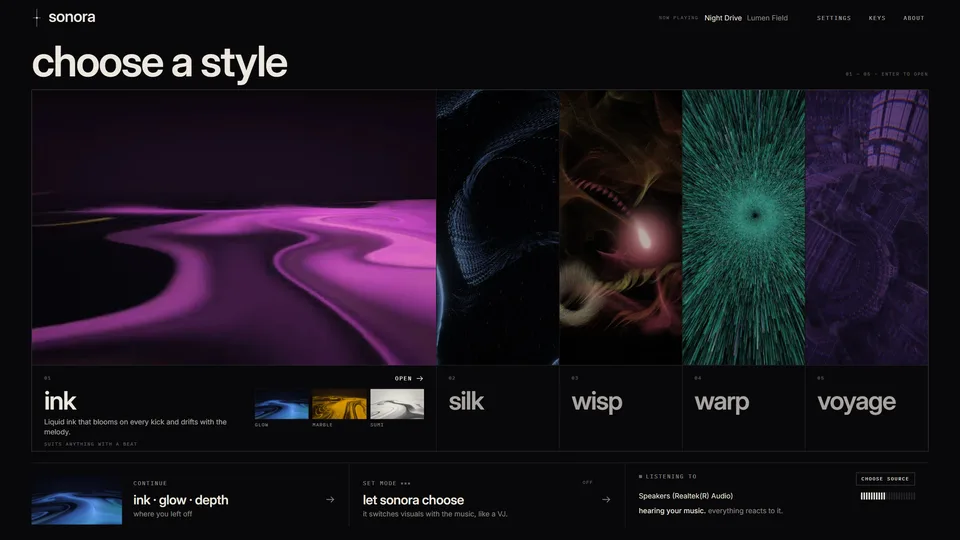 sonora
NOW PLAYING Night Drive Lumen Field
SETTINGS KEYS ABOUT
choose a style
01 – 05 · ENTER TO OPEN
01
OPEN →
ink
Liquid ink that blooms on every kick and drifts with the
melody.
SUITS ANYTHING WITH A BEAT
GLOW MARBLE SUMI
02
silk
03
wisp
04
warp
05
voyage
CONTINUE
ink · glow · depth
where you left off
SET MODE
OFF
let sonora choose
it switches visuals with the music, like a VJ.
LISTENING TO
CHOOSE SOURCE
Speakers (Realtek(R) Audio)
hearing your music. everything reacts to it.